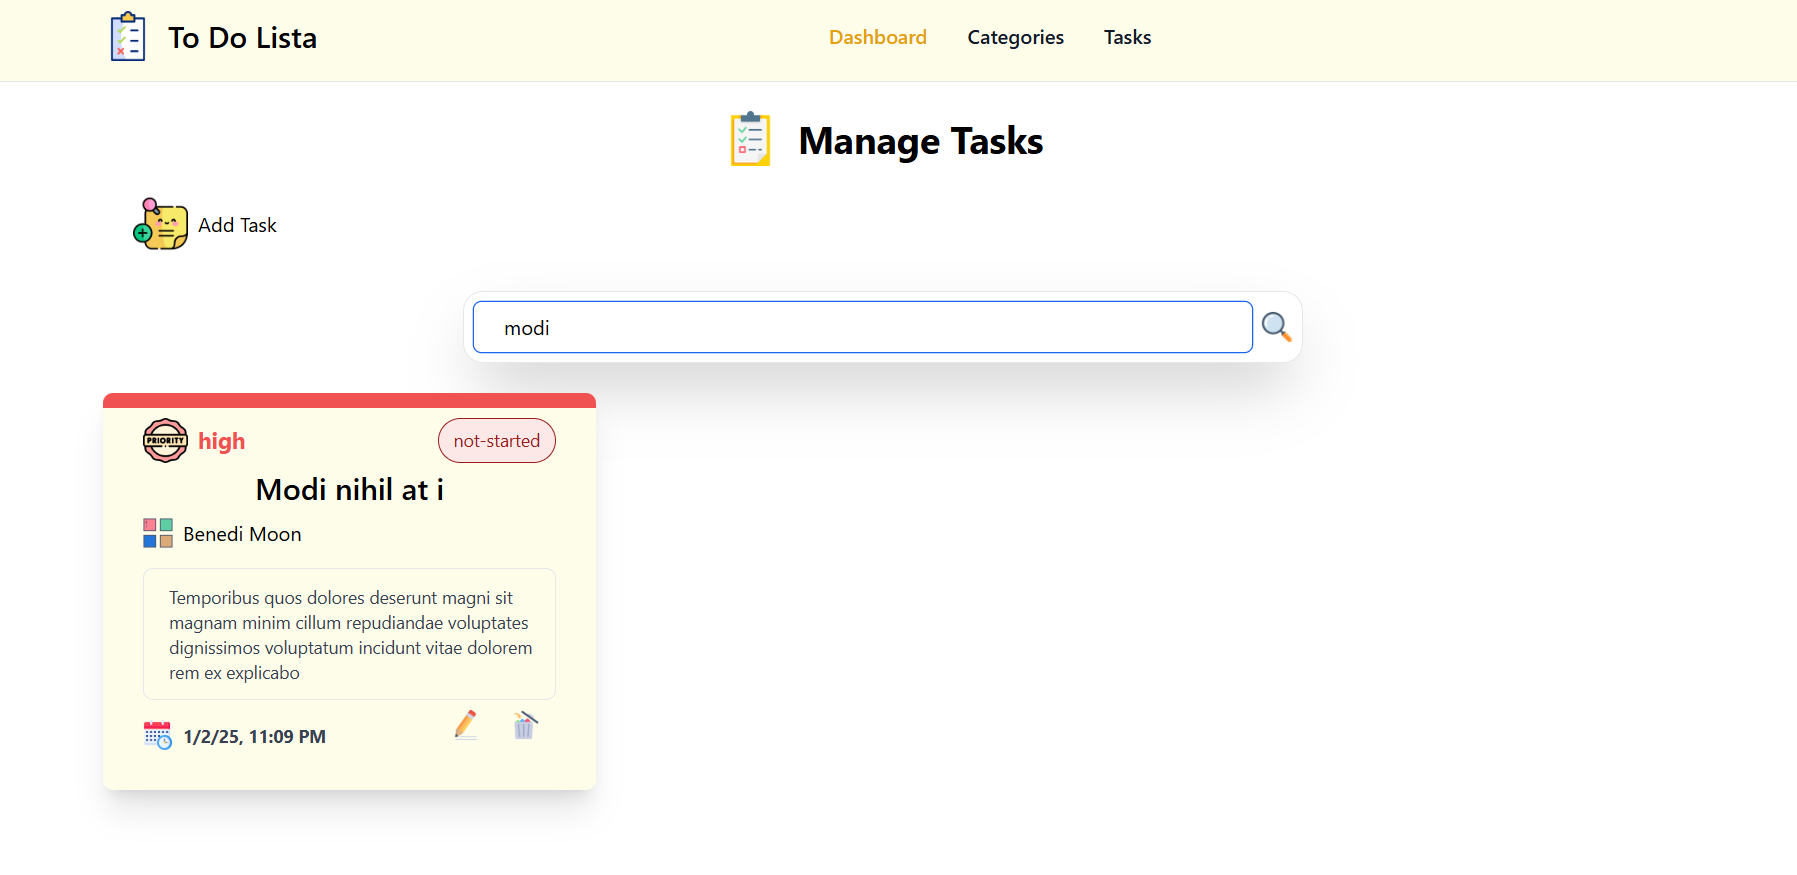 To Do Lista
Dashboard Categories Tasks
Manage Tasks
Add Task
modi
PRIORITY high not-started
Modi nihil at i
Benedi Moon
Temporibus quos dolores deserunt magni sit
magnam minim cillum repudiandae voluptates
dignissimos voluptatum incidunt vitae dolorem
rem ex explicabo
1/2/25, 11:09 PM